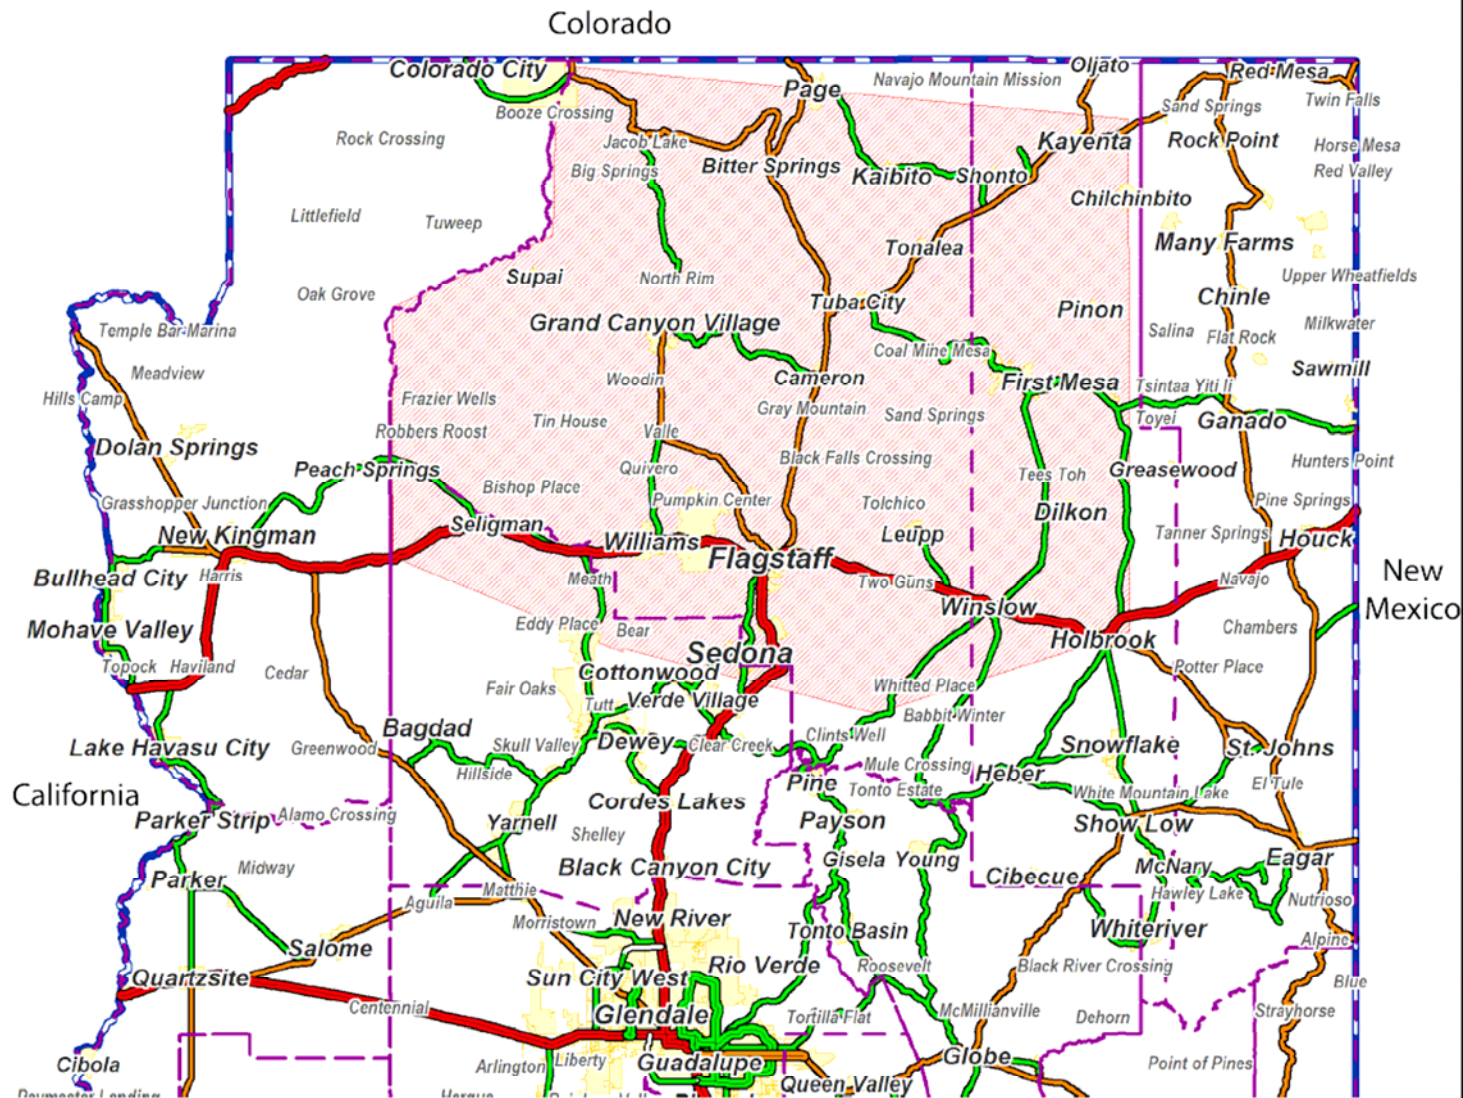 Colorado
Colorado City
Oljato
Red Mesa
Navajo Mountain Mission
Page
Twin Falls
Booze Crossing
Sand Springs
Rock Crossing
Jacob Lake
Kayenta
Rock Point
Horse Mesa
Bitter Springs
Big Springs
Kaibito
Shonto
Red Valley
Chilchinbito
Littlefield
Tuweep
Tonalea
Many Farms
Supai
North Rim
Upper Wheatfields
Oak Grove
Tuba City
Pinon
Chinle
Temple Bar Marina
Grand Canyon Village
Salina
Flat Rock
Milkwater
Coal Mine Mesa
Meadview
Woodin
Cameron
First Mesa
Sawmill
Tsintaa Yiti Ii
Hills Camp
Frazier Wells
Gray Mountain
Sand Springs
Toyei
Ganado
Tin House
Robbers Roost
Valle
Dolan Springs
Peach Springs
Quivero
Black Falls Crossing
Tees Toh
Greasewood
Hunters Point
Bishop Place
Grasshopper Junction
Pumpkin Center
Tolchico
Pine Springs
Dilkon
New Kingman
Seligman
Williams
Leupp
Tanner Springs
Houck
Flagstaff
New
Mexico
Bullhead City
Harris
Meath
Two Guns
Navajo
Winslow
Mohave Valley
Eddy Place
Bear
Holbrook
Chambers
Topock
Haviland
Cedar
Sedona
Cottonwood
Potter Place
Fair Oaks
Tutt
Verde Village
Whitted Place
Babbit Winter
Bagdad
Lake Havasu City
Greenwood
Skull Valley
Dewey
Clear Creek
Clints Well
Snowflake
St. Johns
Hillside
Mule Crossing
Heber
California
Pine
Tonto Estate
White Mountain Lake
El Tule
Cordes Lakes
Parker Strip
Alamo Crossing
Yarnell
Shelley
Payson
Show Low
Midway
Black Canyon City
Gisela
Young
Cibecue
McNary
Eagar
Parker
Matthie
Hawley Lake
Nutrioso
Aguila
Morristown
New River
Tonto Basin
Whiteriver
Alpine
Salome
Quartzsite
Sun City West
Rio Verde
Roosevelt
Black River Crossing
Blue
Centennial
Glendale
Tortilla Flat
McMillianville
Dehorn
Strayhorse
Cibola
Arlington
Liberty
Guadalupe
Globe
Point of Pines
Queen Valley